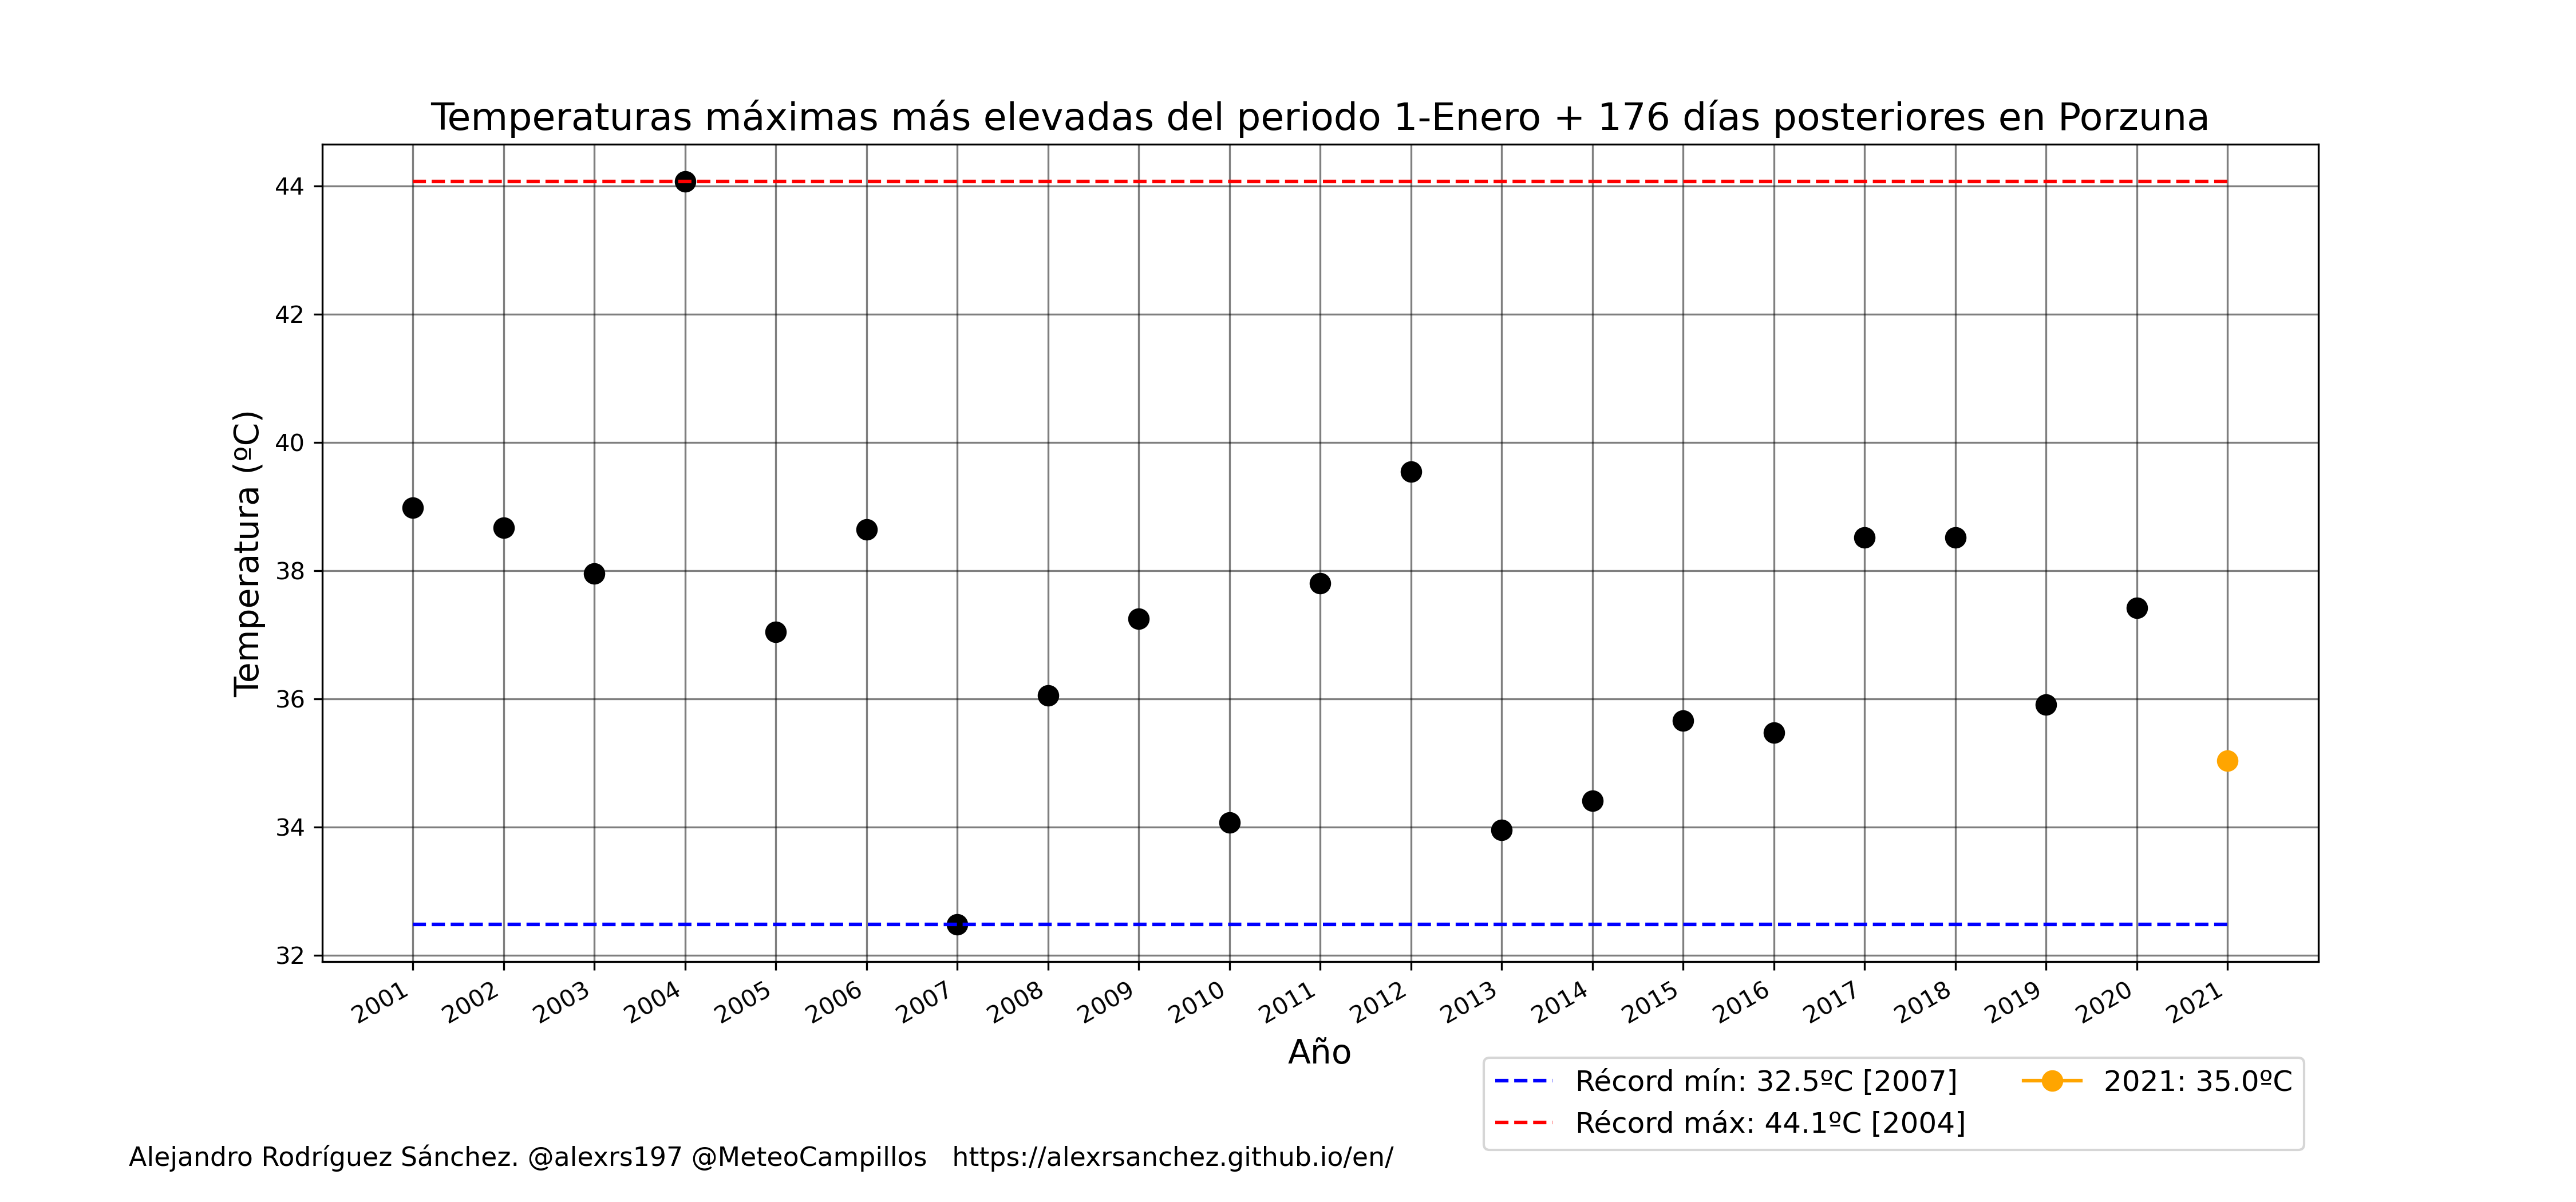 Temperaturas máximas más elevadas del periodo 1-Enero + 176 días posteriores en Porzuna
Temperatura (ºC)
44
42
40
38
36
34
32
2001 2002 2003 2004 2005 2006 2007 2008 2009 2010 2011 2012 2013 2014 2015 2016 2017 2018 2019 2020 2021
Año
Récord mín: 32.5ºC [2007]
Récord máx: 44.1ºC [2004]
2021: 35.0ºC
Alejandro Rodríguez Sánchez. @alexrs197 @MeteoCampillos https://alexrsanchez.github.io/en/